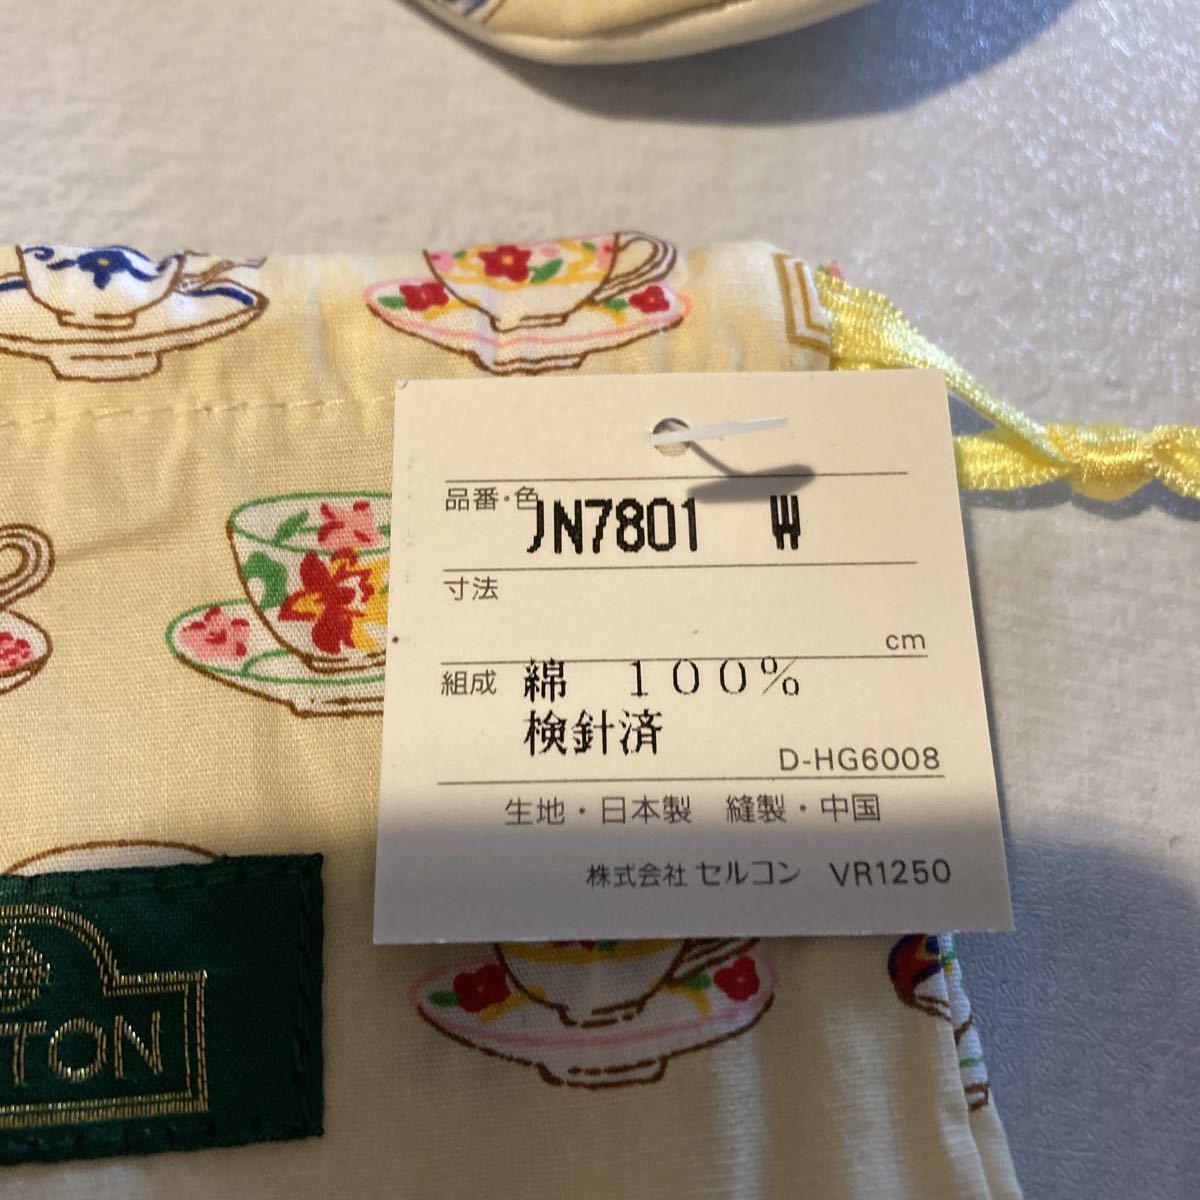 品番・色 JN7801 W
寸法
cm
組成 綿 100%
検針済
D-HG6008
生地・日本製 縫製・中国
株式会社 セルコン VR1250
TON